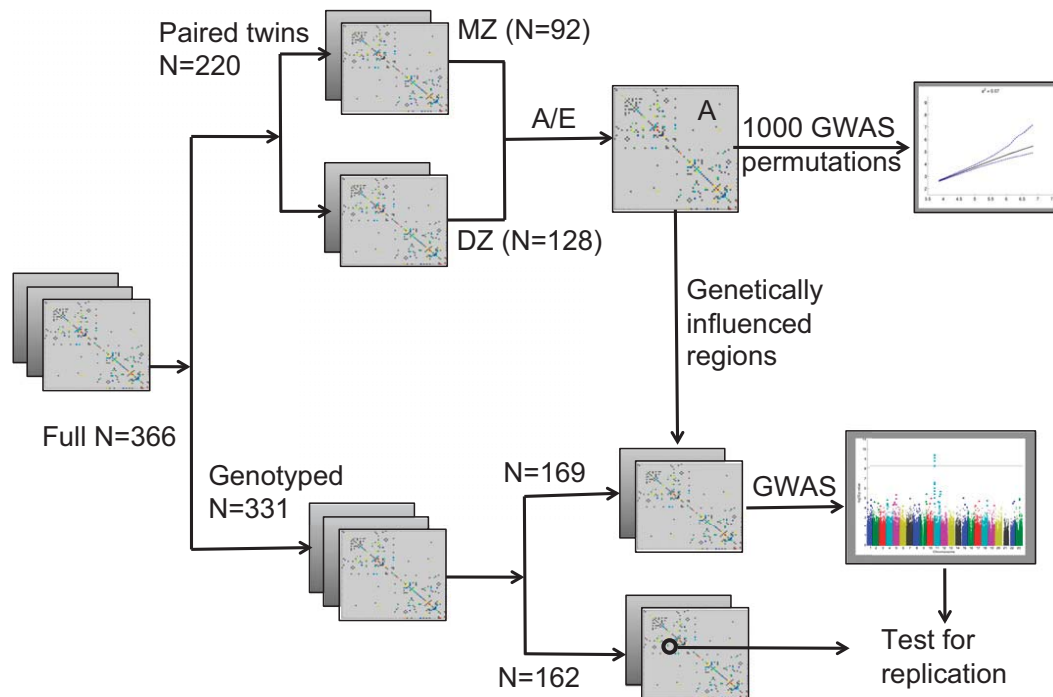 Paired twins
N=220
MZ (N=92)
DZ (N=128)
A/E
A
1000 GWAS
permutations
Full N=366
Genetically
influenced
regions
Genotyped
N=331
N=169
N=162
GWAS
Test for
replication